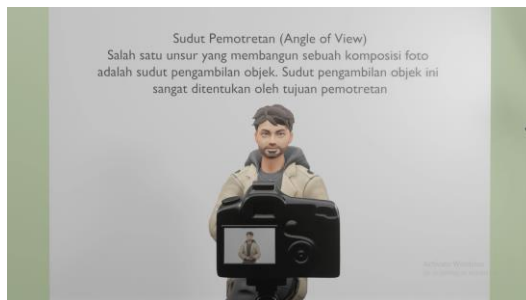 Sudut Pemotretan (Angle of View)
Salah satu unsur yang membangun sebuah komposisi foto
adalah sudut pengambilan objek. Sudut pengambilan objek ini
sangat ditentukan oleh tujuan pemotretan